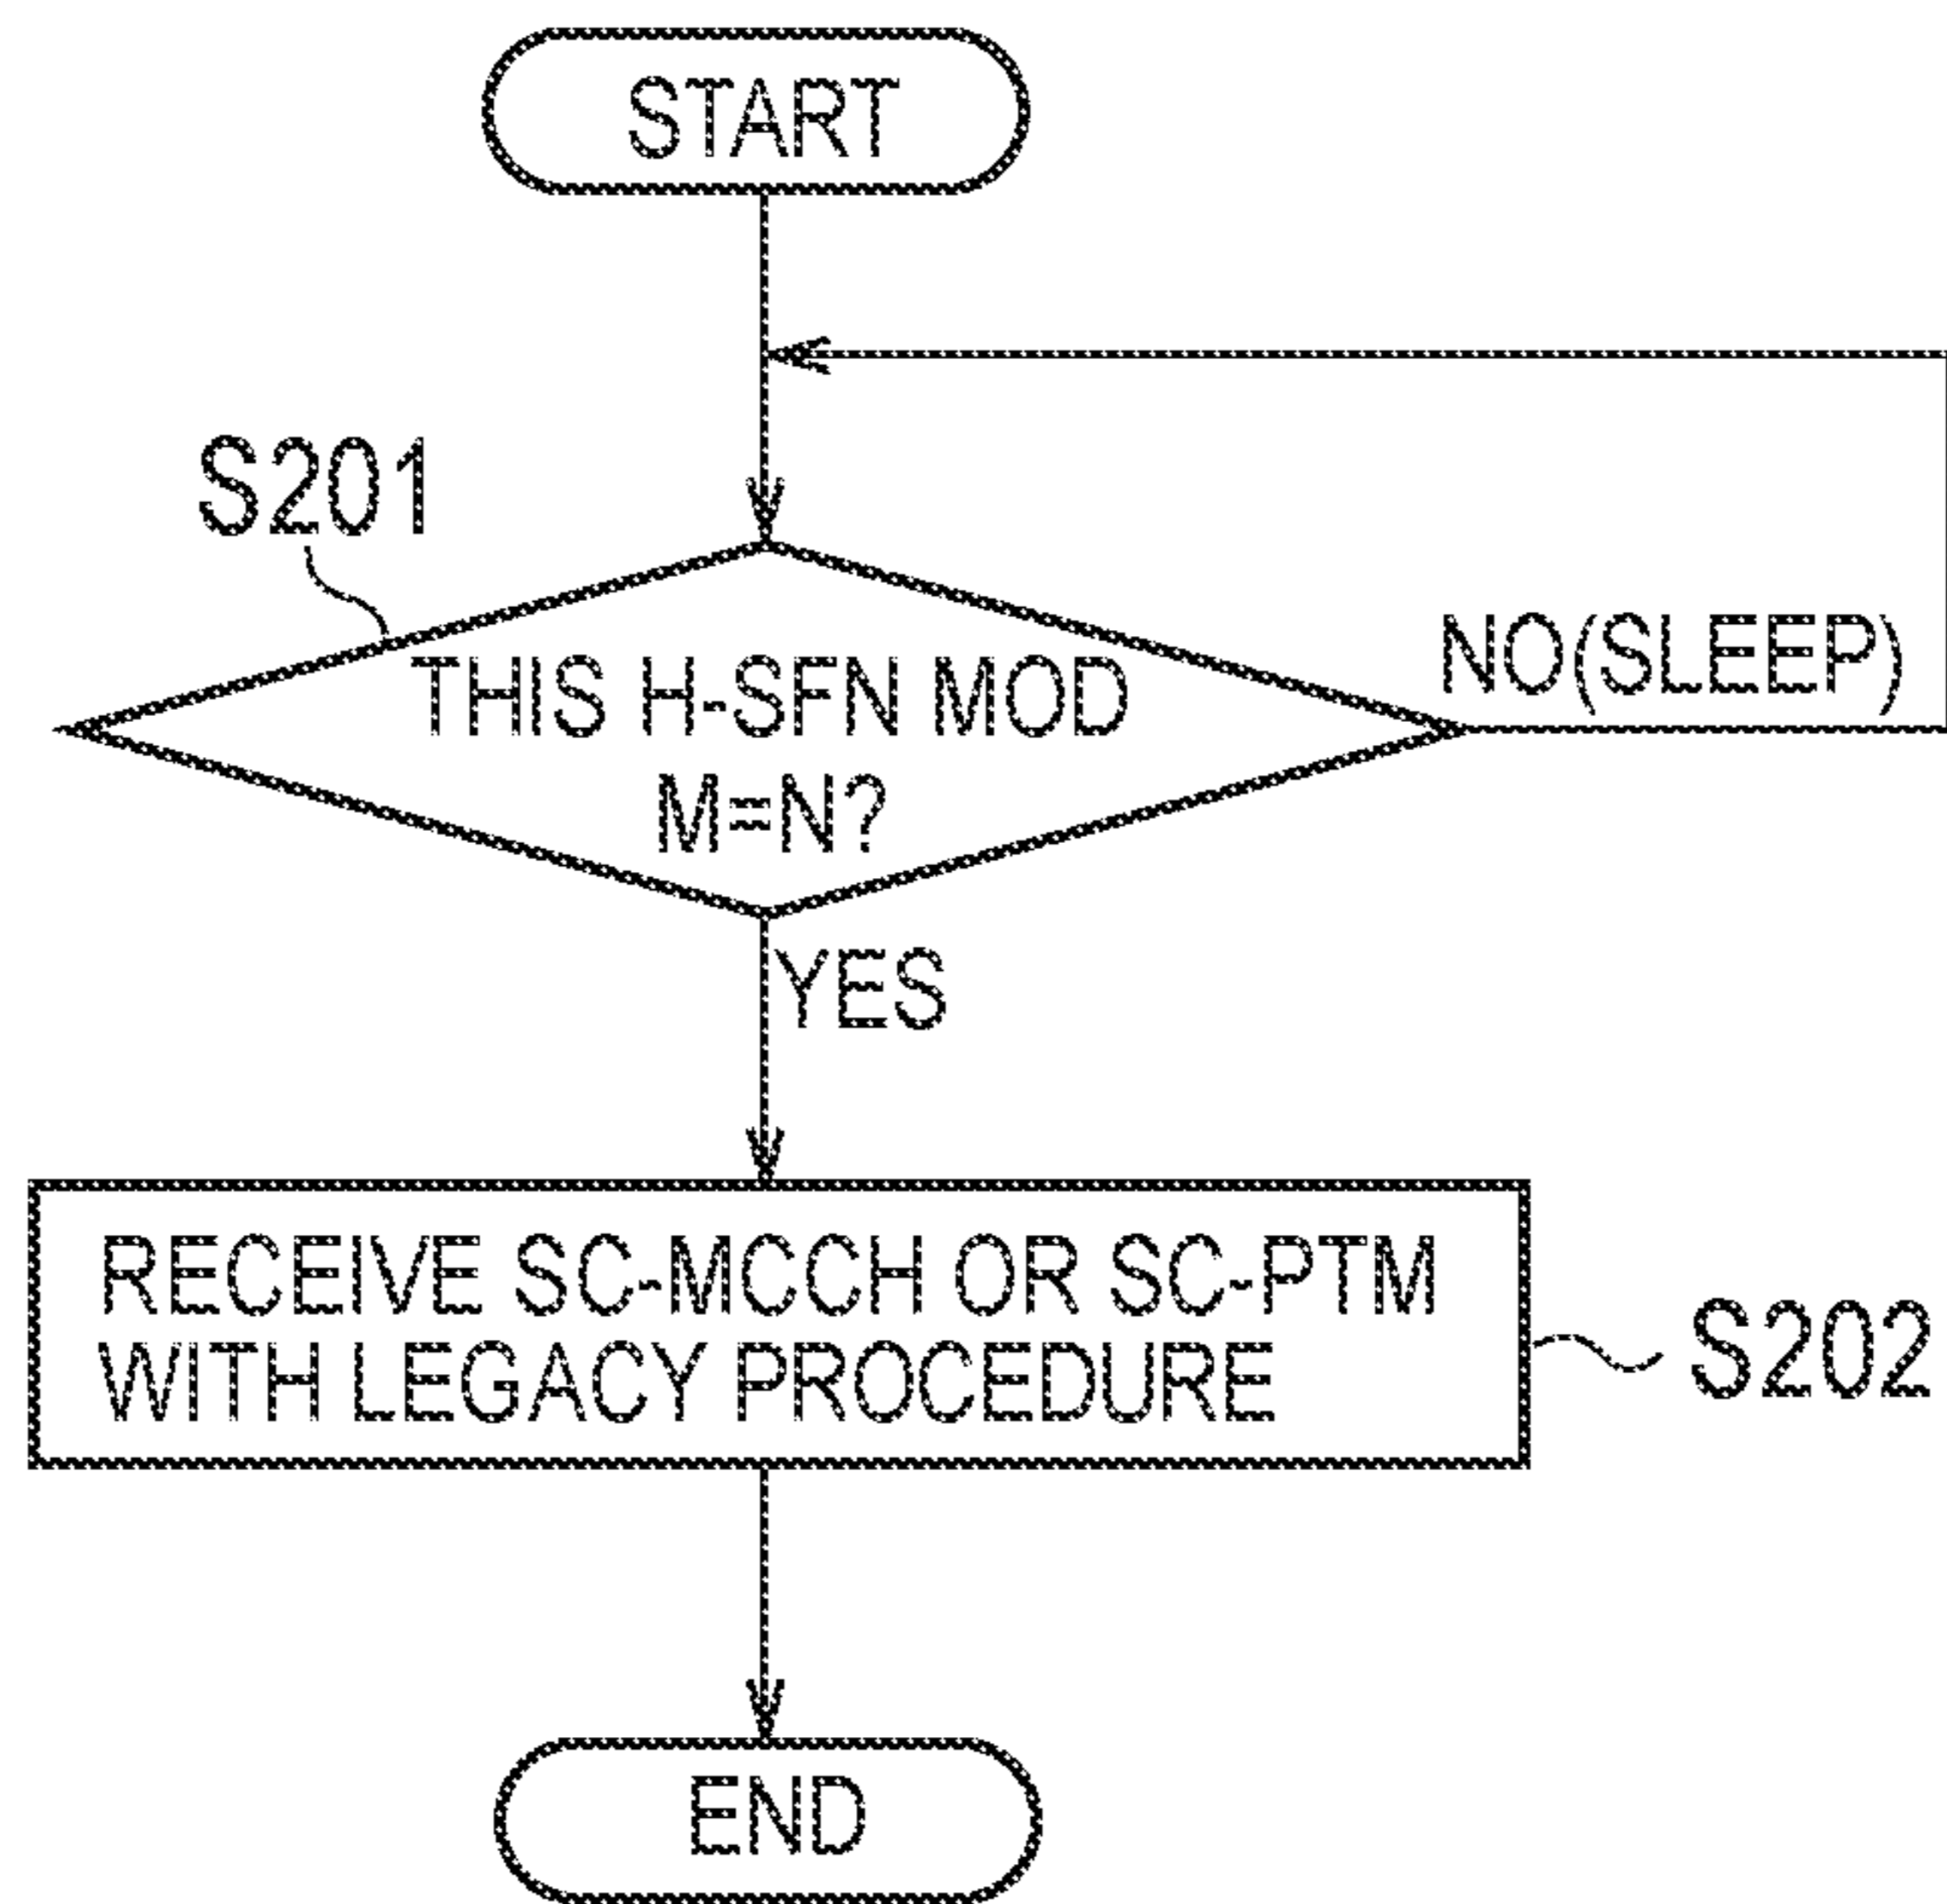 START
S201
THIS H-SFN MOD
M=N?
NO(SLEEP)
YES
RECEIVE SC-MCCH OR SC-PTM
WITH LEGACY PROCEDURE
S202
END